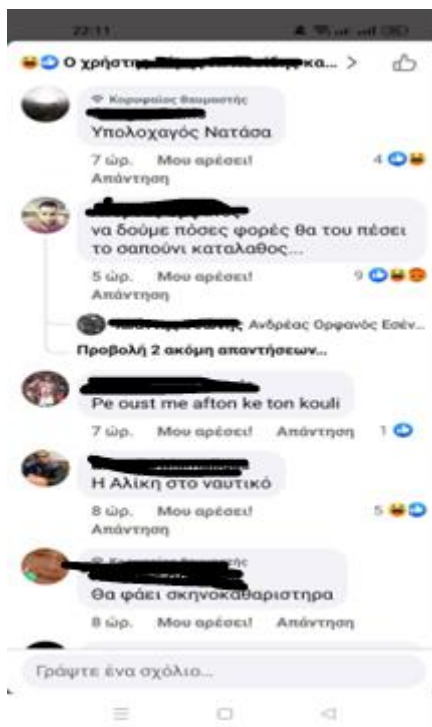 22:11
Ο χρήστης κα... >
Κορυφαίος θαυμαστής
Υπολοχαγός Νατάσα
7 ώρ. Μου αρέσει! 4
Απάντηση
να δούμε πόσες φορές θα του πέσει
το σαπούνι καταλαθος...
5 ώρ. Μου αρέσει! 9
Απάντηση
Ανδρέας Ορφανός Εσέν...
Προβολή 2 ακόμη απαντήσεων...
Pe oust me afton ke ton kouli
7 ώρ. Μου αρέσει! Απάντηση 1
Η Αλίκη στο ναυτικό
8 ώρ. Μου αρέσει! 5
Απάντηση
Θα φάει σκηνοκαθαριστηρα
8 ώρ. Μου αρέσει! Απάντηση
Γράψτε ένα σχόλιο...